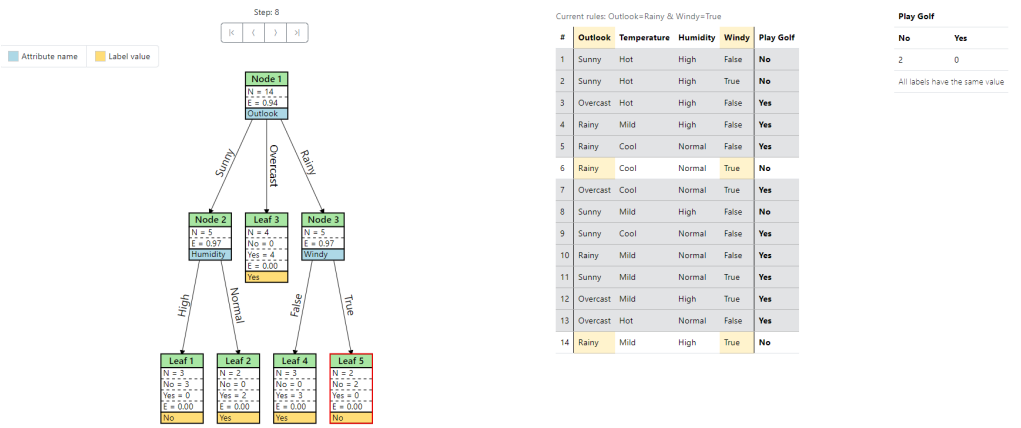 Step: 8
|< < > >|
Attribute name Label value
Node 1
N = 14
E = 0.94
Outlook
Sunny Overcast Rainy
Node 2 Leaf 3 Node 3
N = 5 N = 4 N = 5
E = 0.97 No = 0 E = 0.97
Humidity Yes = 4 Windy
E = 0.00
Yes
High Normal False True
Leaf 1 Leaf 2 Leaf 4 Leaf 5
N = 3 N = 2 N = 3 N = 2
No = 3 No = 0 No = 0 No = 2
Yes = 0 Yes = 2 Yes = 3 Yes = 0
E = 0.00 E = 0.00 E = 0.00 E = 0.00
No Yes Yes No
Current rules: Outlook=Rainy & Windy=True
# Outlook Temperature Humidity Windy Play Golf
1 Sunny Hot High False No
2 Sunny Hot High True No
3 Overcast Hot High False Yes
4 Rainy Mild High False Yes
5 Rainy Cool Normal False Yes
6 Rainy Cool Normal True No
7 Overcast Cool Normal True Yes
8 Sunny Mild High False No
9 Sunny Cool Normal False Yes
10 Rainy Mild Normal False Yes
11 Sunny Mild Normal True Yes
12 Overcast Mild High True Yes
13 Overcast Hot Normal False Yes
14 Rainy Mild High True No
Play Golf
No Yes
2 0
All labels have the same value.